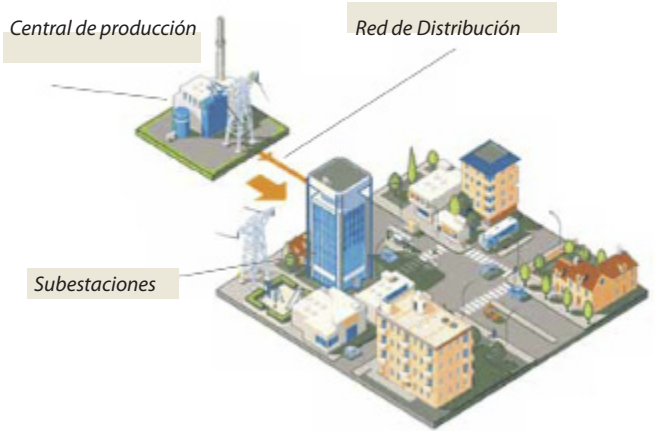 Central de producción
Red de Distribución
Subestaciones